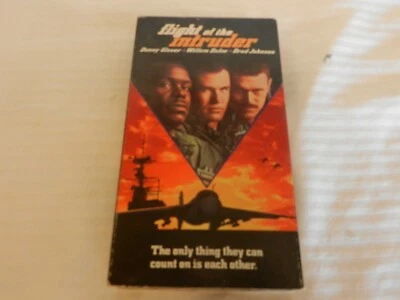 flight of the
intruder
Danny Glover • Willem Dafoe • Brad Johnson
The only thing they can
count on is each other.